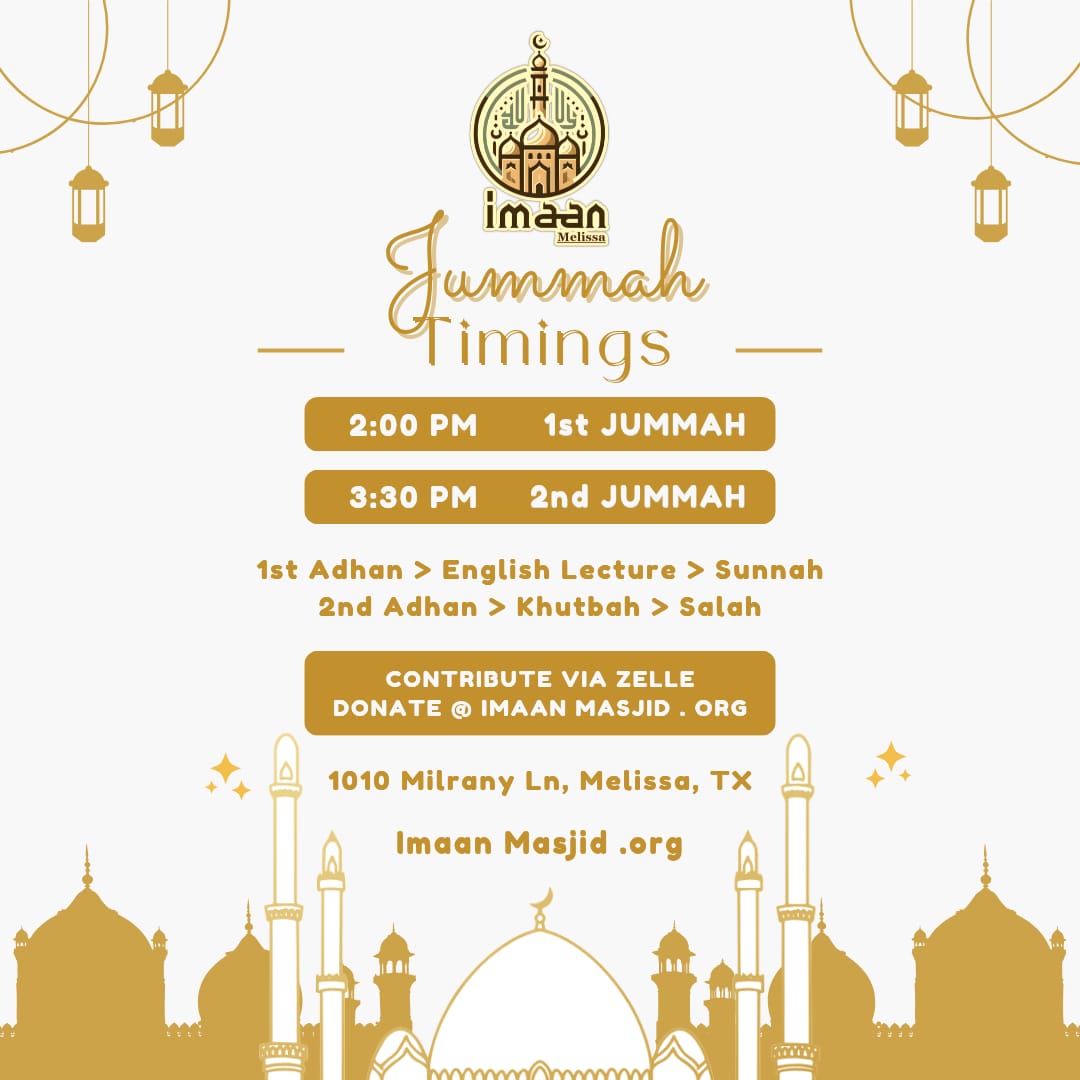 imaan
Melissa
Jummah
Timings
2:00 PM 1st JUMMAH
3:30 PM 2nd JUMMAH
1st Adhan > English Lecture > Sunnah
2nd Adhan > Khutbah > Salah
CONTRIBUTE VIA ZELLE
DONATE @ IMAAN MASJID . ORG
1010 Milrany Ln, Melissa, TX
Imaan Masjid .org